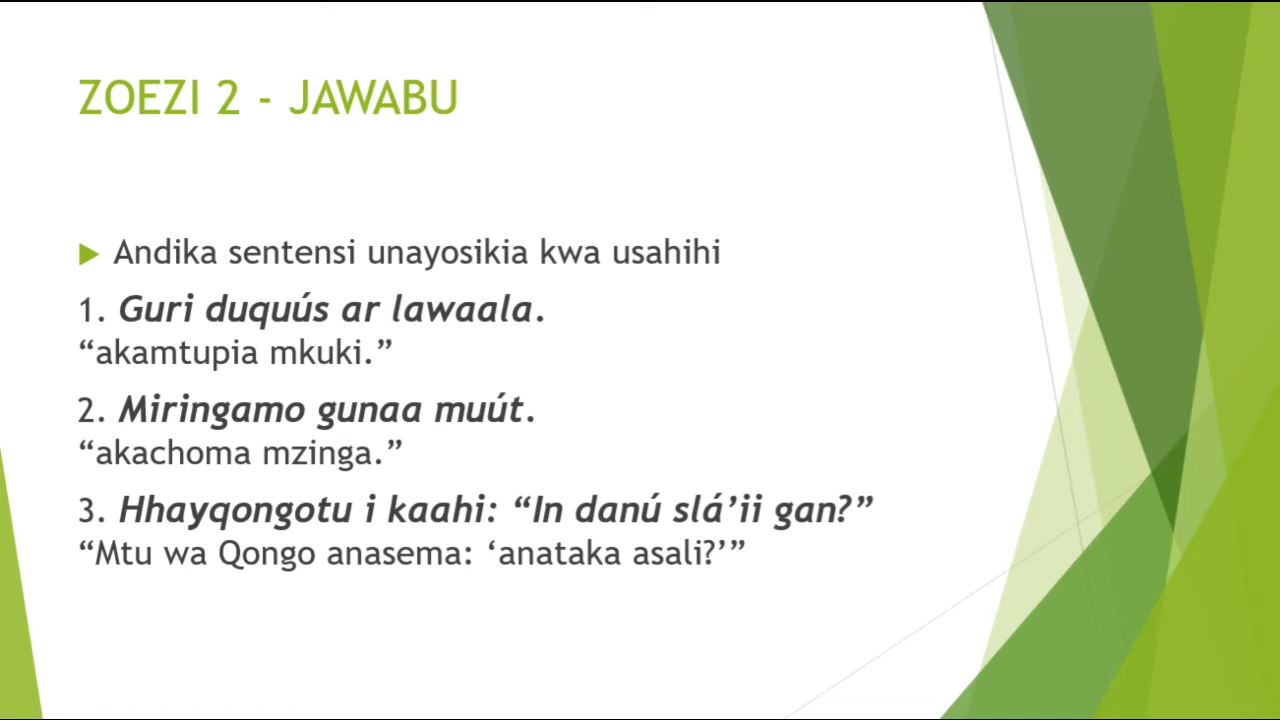 ZOEZI 2 - JAWABU
Andika sentensi unayosikia kwa usahihi
1. Guri duquús ar lawaala.
“akamtupia mkuki.”
2. Miringamo gunaa muút.
“akachoma mzinga.”
3. Hhayqongotu i kaahi: “In danú slá’ii gan?”
“Mtu wa Qongo anasema: ‘anataka asali?’”